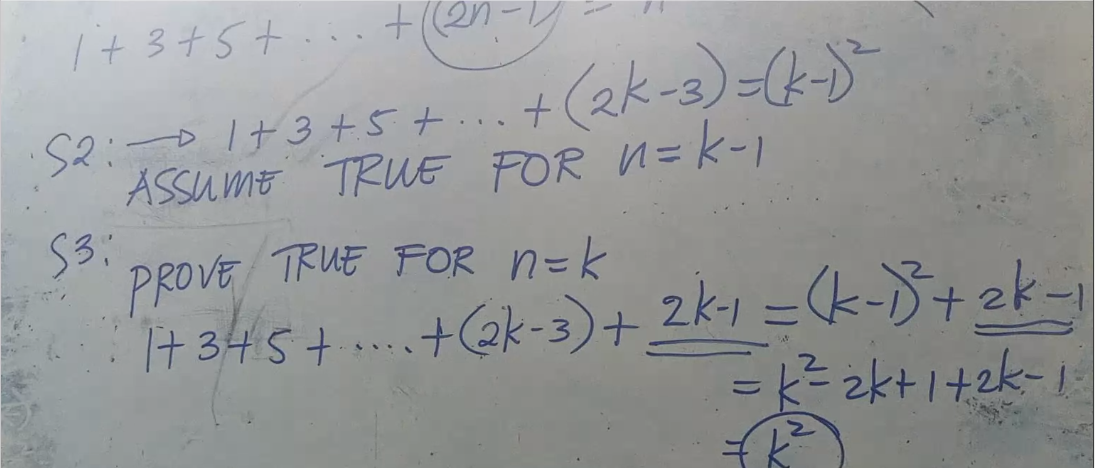 1 + 3 + 5 + .... + (2n-1) = n
S2: → 1 + 3 + 5 + ... + (2k-3) = (k-1)²
ASSUME TRUE FOR n = k-1
S3: PROVE TRUE FOR n = k
1 + 3 + 5 + .... + (2k-3) + 2k-1 = (k-1)² + 2k-1
= k² - 2k + 1 + 2k - 1
= k²